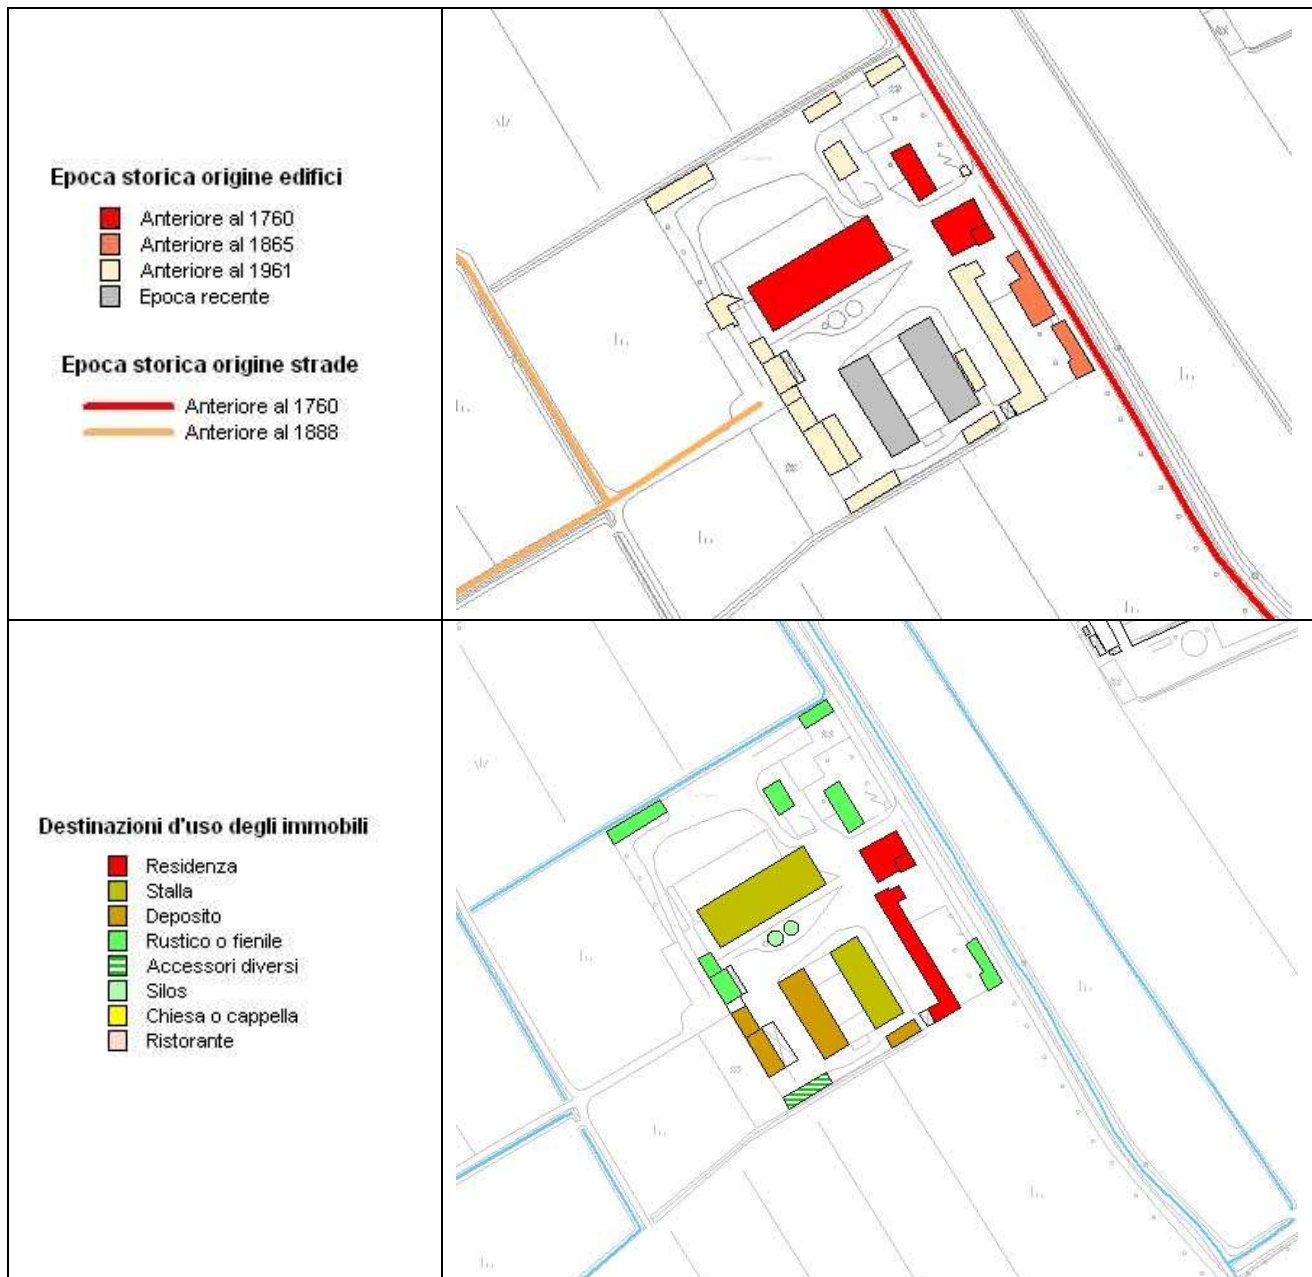 Epoca storica origine edifici
Anteriore al 1760
Anteriore al 1865
Anteriore al 1961
Epoca recente
Epoca storica origine strade
Anteriore al 1760
Anteriore al 1888
Destinazioni d'uso degli immobili
Residenza
Stalla
Deposito
Rustico o fienile
Accessori diversi
Silos
Chiesa o cappella
Ristorante